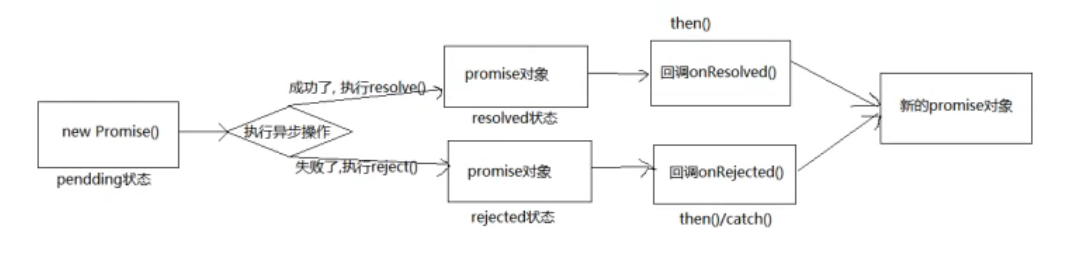 then()
成功了, 执行resolve()
promise对象
回调onResolved()
resolved状态
new Promise()
执行异步操作
新的promise对象
pendding状态
失败了,执行reject()
promise对象
回调onRejected()
rejected状态
then()/catch()